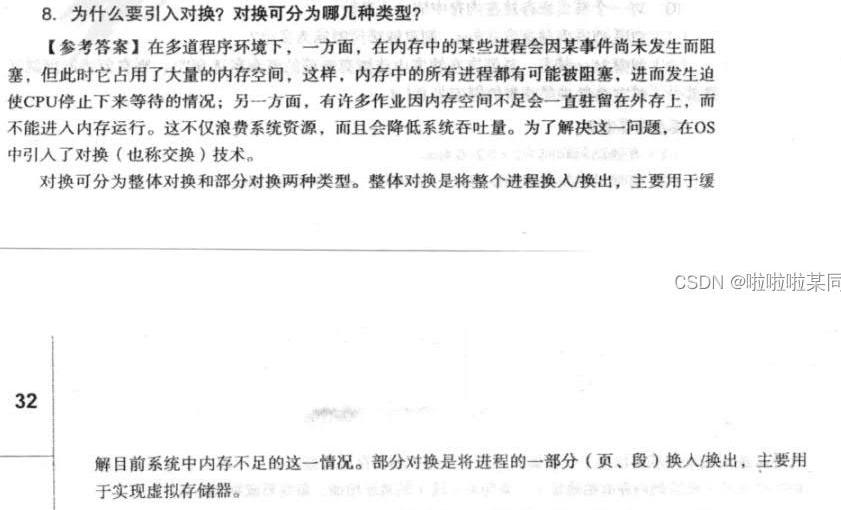 8. 为什么要引入对换？对换可分为哪几种类型？
【参考答案】在多道程序环境下，一方面，在内存中的某些进程会因某事件尚未发生而阻
塞，但此时它占用了大量的内存空间，这样，内存中的所有进程都有可能被阻塞，进而发生迫
使CPU停止下来等待的情况；另一方面，有许多作业因内存空间不足会一直驻留在外存上，而
不能进入内存运行。这不仅浪费系统资源，而且会降低系统吞吐量。为了解决这一问题，在OS
中引入了对换（也称交换）技术。
对换可分为整体对换和部分对换两种类型。整体对换是将整个进程换入/换出，主要用于缓
CSDN @啦啦啦某同
32
解目前系统中内存不足的这一情况。部分对换是将进程的一部分（页、段）换入/换出，主要用
于实现虚拟存储器。